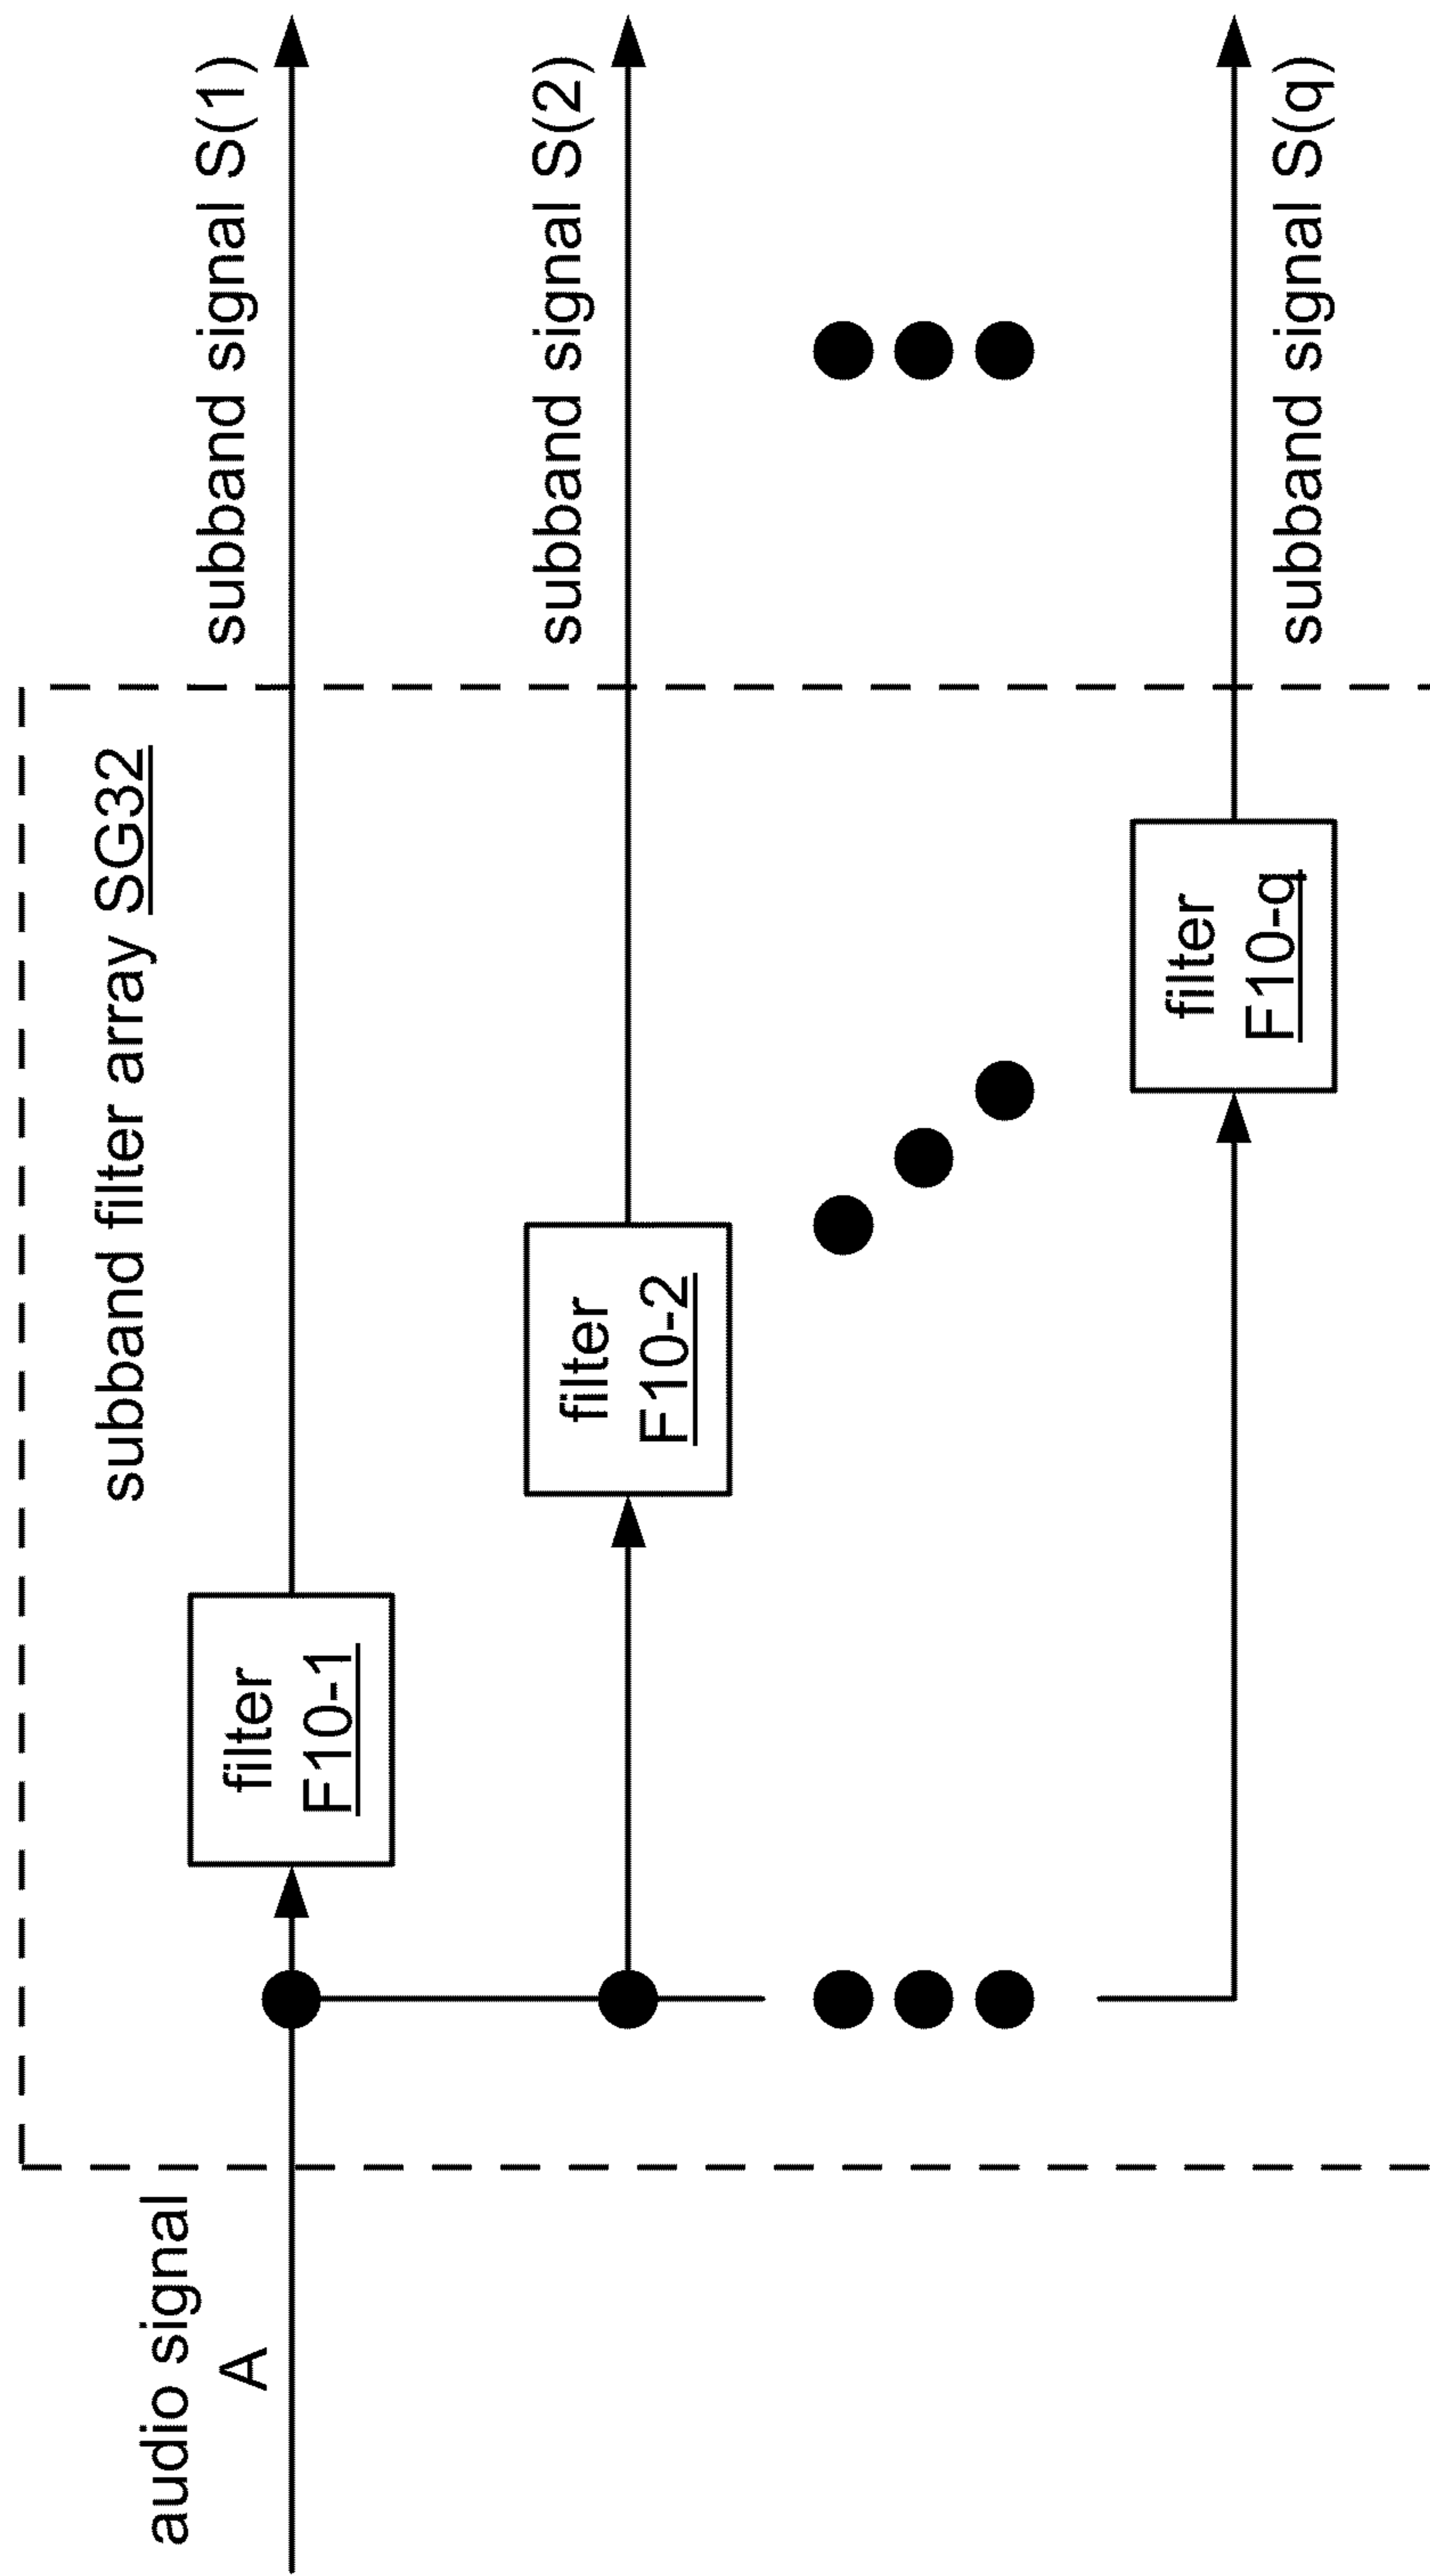 audio signal
A
subband filter array SG32
filter
F10-1
subband signal S(1)
filter
F10-2
subband signal S(2)
filter
F10-q
subband signal S(q)